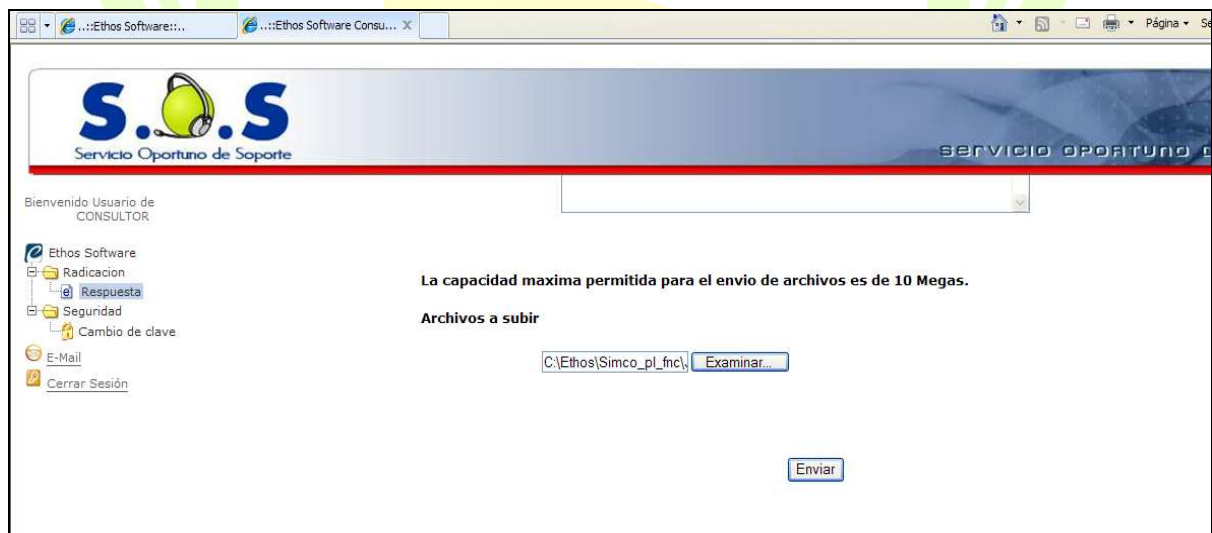 ..::Ethos Software::..
..::Ethos Software Consu... X
Página
S.O.S
Servicio Oportuno de Soporte
servicio oportuno
Bienvenido Usuario de
CONSULTOR
Ethos Software
Radicacion
Respuesta
Seguridad
Cambio de clave
E-Mail
Cerrar Sesión
La capacidad maxima permitida para el envio de archivos es de 10 Megas.
Archivos a subir
C:\Ethos\Simco_pl_fnc\ Examinar...
Enviar